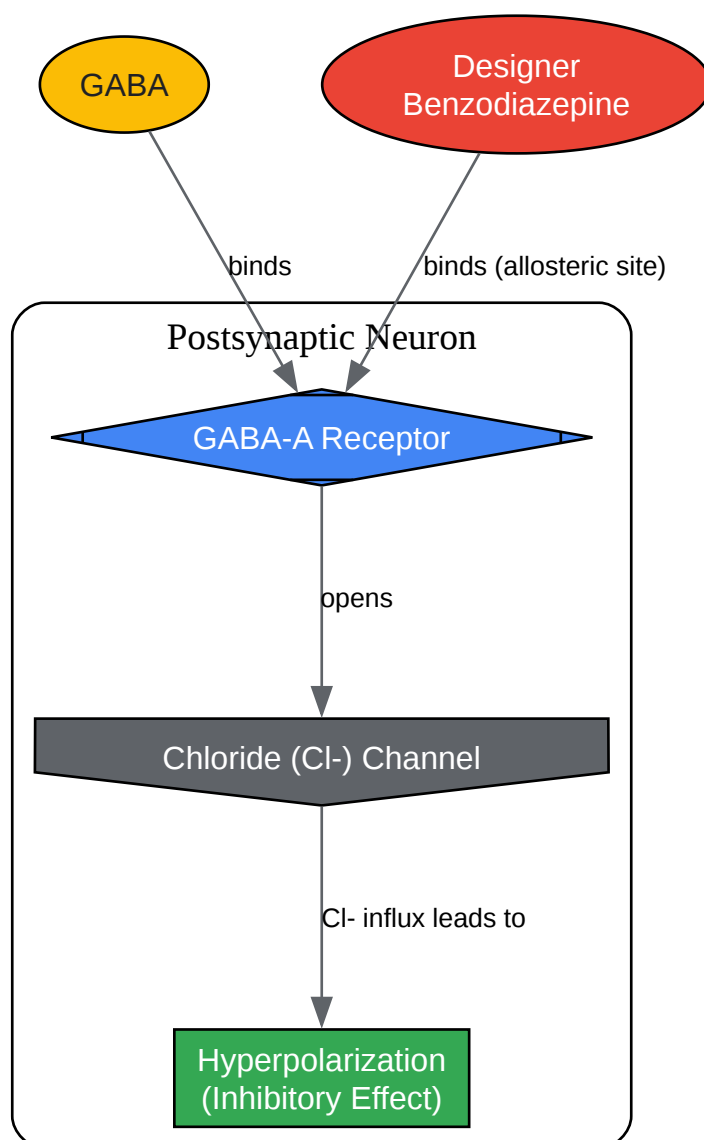 GABA
Designer
Benzodiazepine
binds
binds (allosteric site)
Postsynaptic Neuron
GABA-A Receptor
opens
Chloride (Cl-) Channel
Cl- influx leads to
Hyperpolarization
(Inhibitory Effect)